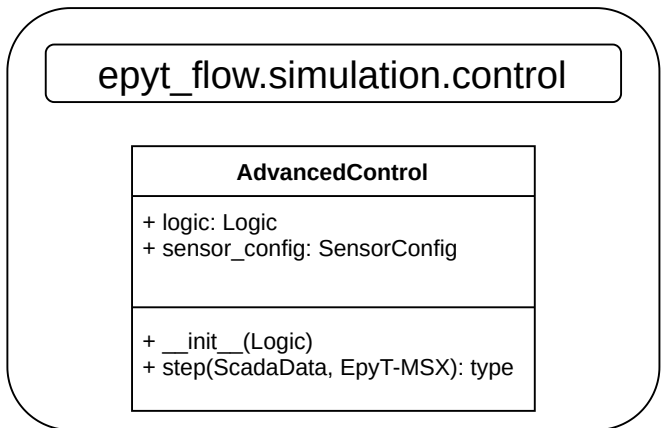 epyt_flow.simulation.control
AdvancedControl
+ logic: Logic
+ sensor_config: SensorConfig
+ __init__(Logic)
+ step(ScadaData, EpyT-MSX): type